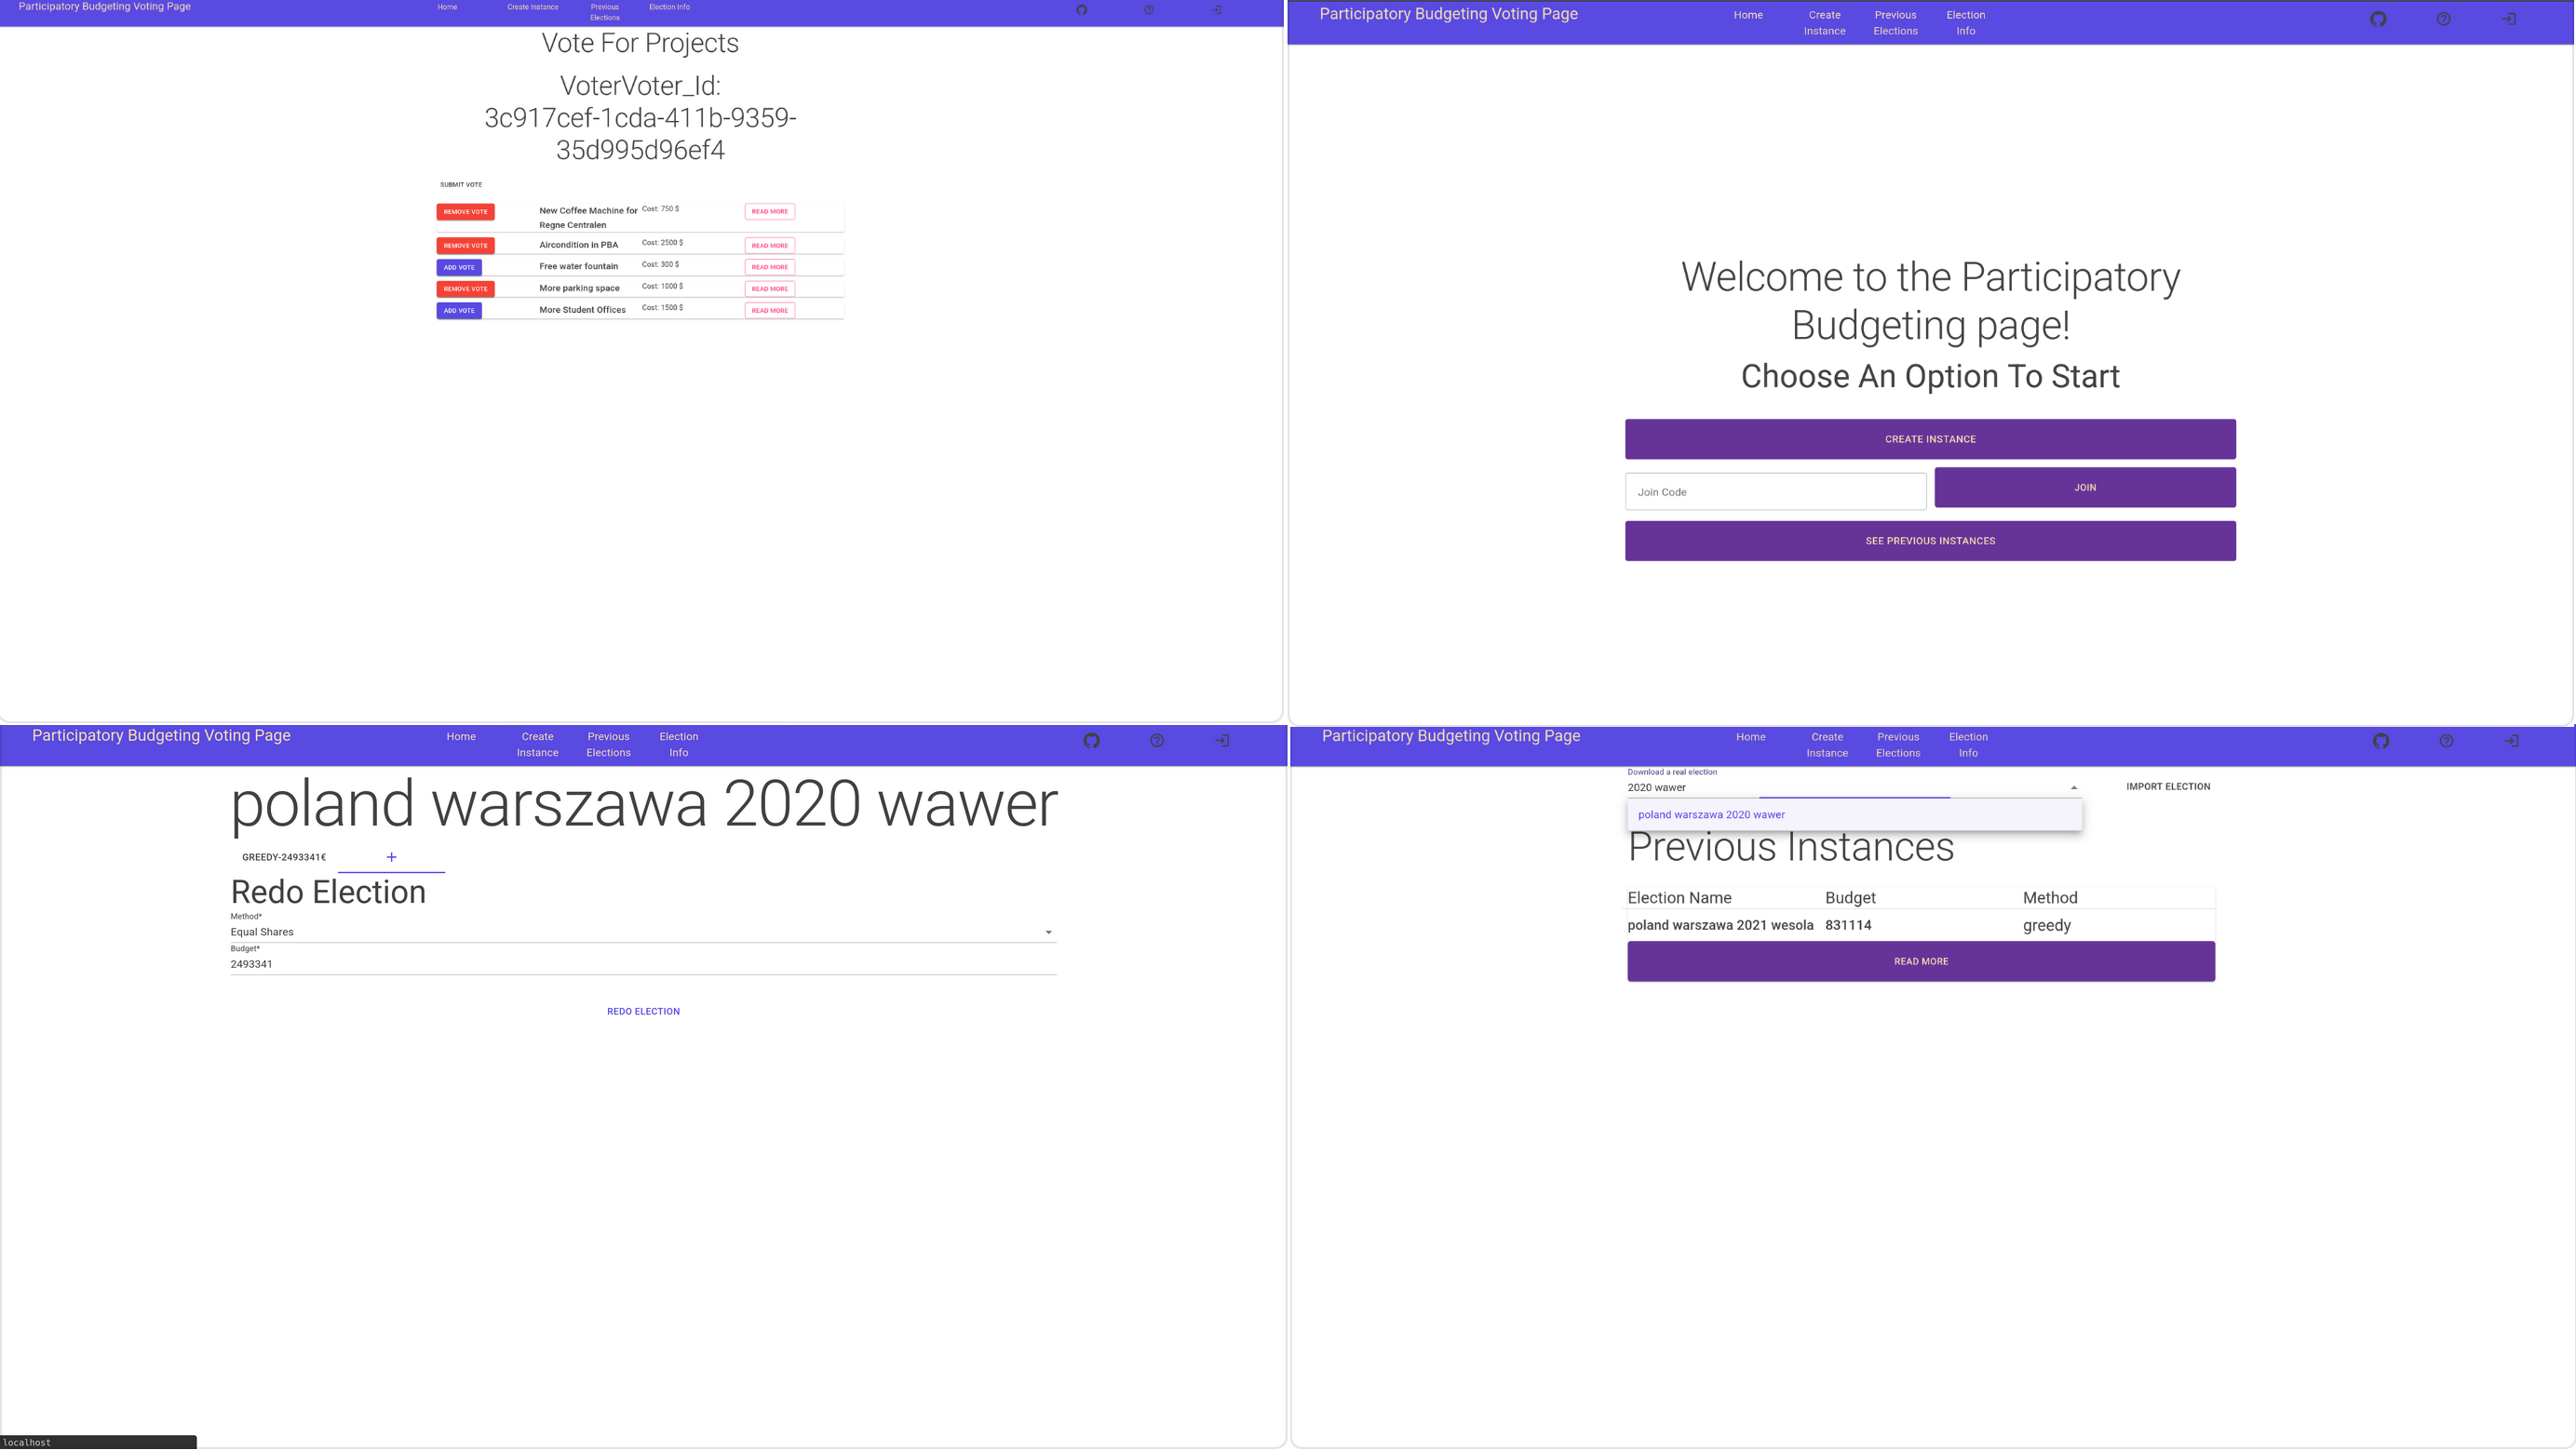 Participatory Budgeting Voting Page
Home
Create Instance
Previous
Elections
Election Info
Vote For Projects
VoterVoter_Id:
3c917cef-1cda-411b-9359-
35d995d96ef4
SUBMIT VOTE
REMOVE VOTE
New Coffee Machine for
Regne Centralen
Cost: 750 $
READ MORE
REMOVE VOTE
Aircondition in PBA
Cost: 2500 $
READ MORE
ADD VOTE
Free water fountain
Cost: 300 $
READ MORE
REMOVE VOTE
More parking space
Cost: 1000 $
READ MORE
ADD VOTE
More Student Offices
Cost: 1500 $
READ MORE
Participatory Budgeting Voting Page
Home
Create
Instance
Previous
Elections
Election
Info
Welcome to the Participatory
Budgeting page!
Choose An Option To Start
CREATE INSTANCE
Join Code
JOIN
SEE PREVIOUS INSTANCES
Participatory Budgeting Voting Page
Home
Create
Instance
Previous
Elections
Election
Info
poland warszawa 2020 wawer
GREEDY-2493341€
+
Redo Election
Method*
Equal Shares
Budget*
2493341
REDO ELECTION
localhost
Participatory Budgeting Voting Page
Home
Create
Instance
Previous
Elections
Election
Info
Download a real election
2020 wawer
IMPORT ELECTION
poland warszawa 2020 wawer
Previous Instances
Election Name
Budget
Method
poland warszawa 2021 wesola
831114
greedy
READ MORE